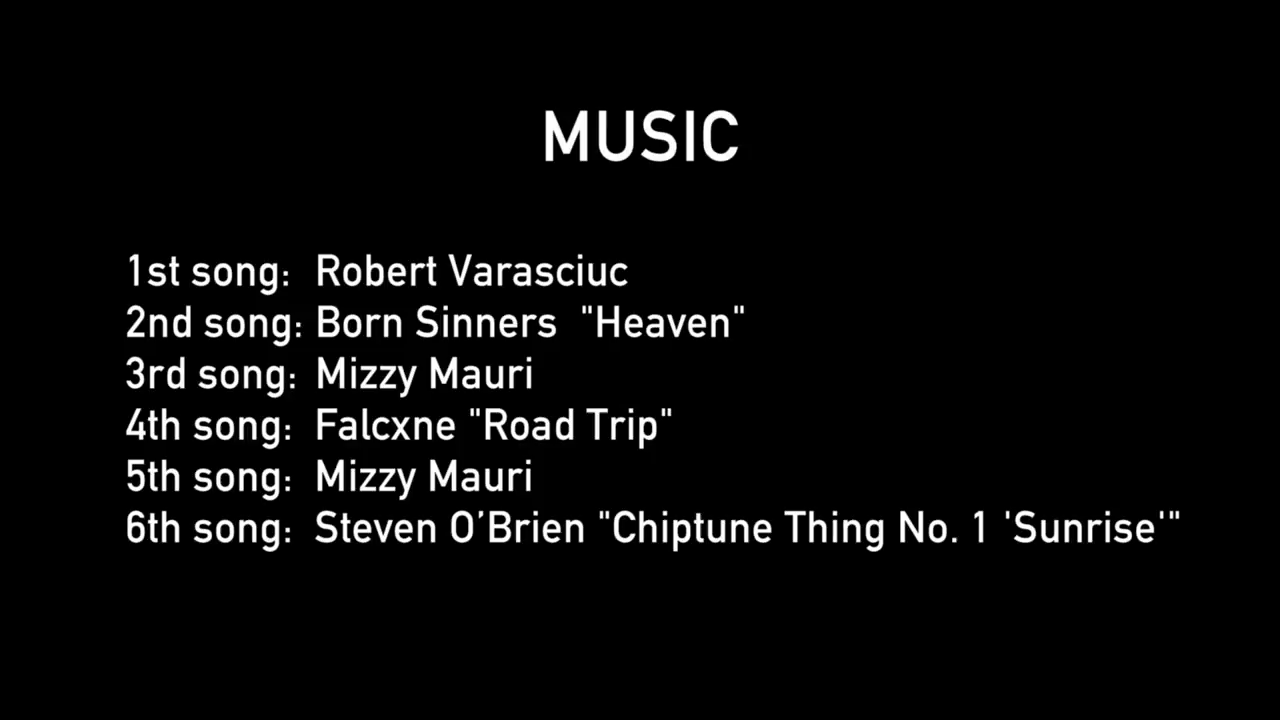 MUSIC
1st song: Robert Varasciuc
2nd song: Born Sinners "Heaven"
3rd song: Mizzy Mauri
4th song: Falcxne "Road Trip"
5th song: Mizzy Mauri
6th song: Steven O’Brien "Chiptune Thing No. 1 'Sunrise'"